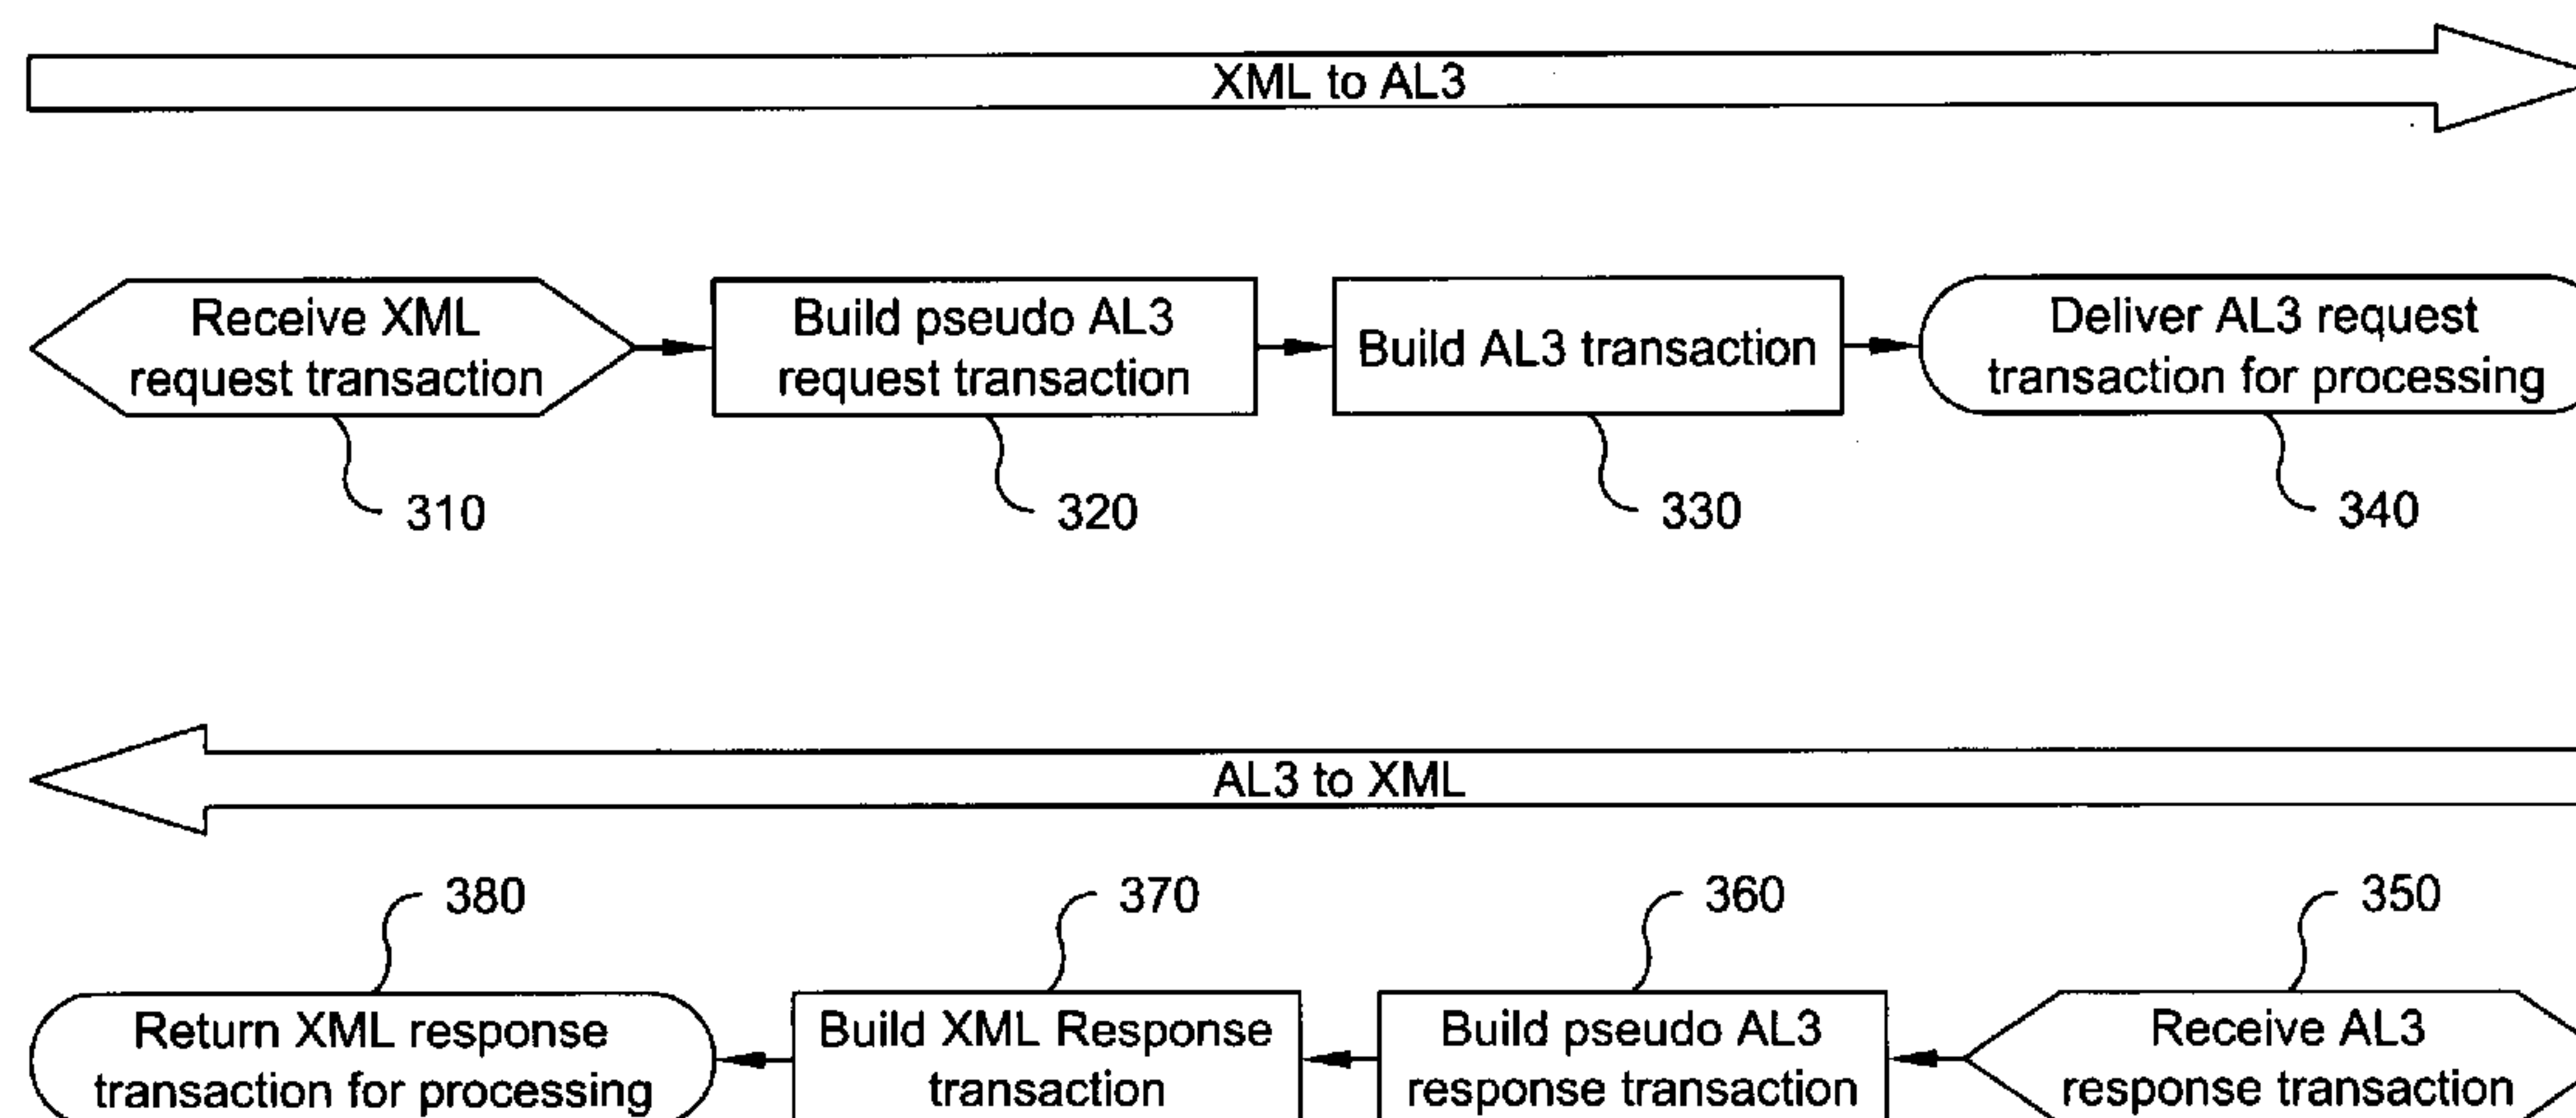 XML to AL3
Receive XML
request transaction
310
Build pseudo AL3
request transaction
320
Build AL3 transaction
330
Deliver AL3 request
transaction for processing
340
AL3 to XML
380
Return XML response
transaction for processing
370
Build XML Response
transaction
360
Build pseudo AL3
response transaction
350
Receive AL3
response transaction